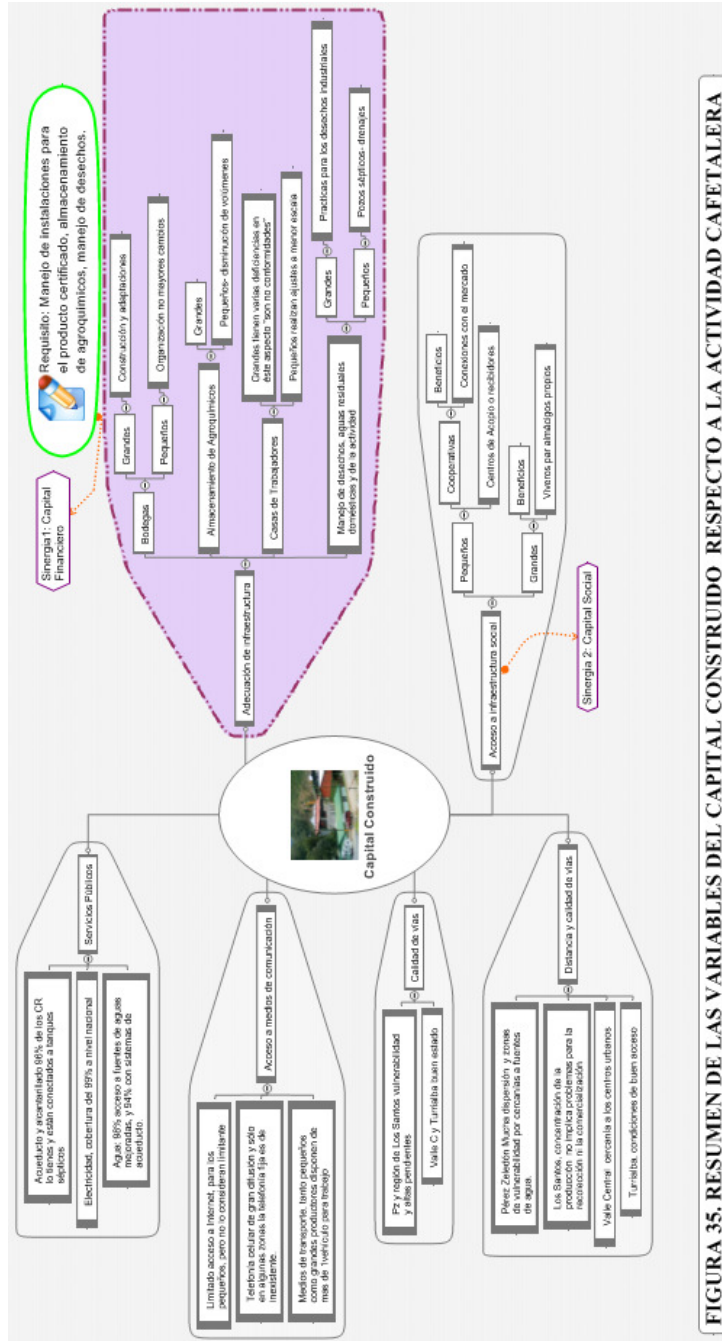 Requisito: Manejo de instalaciones para
el producto certificado, almacenamiento
de agroquímicos, manejo de desechos.
Sinergia1: Capital
Financiero
Adecuación de infraestructura
Bodegas
Grandes
Construcción y adaptaciones
Pequeños
Organización no mayores cambios
Almacenamiento de Agroquímicos
Grandes
Pequeños- disminución de volúmenes
Casas de Trabajadores
Grandes tienen varias deficiencias en
éste aspecto "son no conformidades"
Pequeños realizan ajustes a menor escala
Manejo de desechos, aguas residuales
domésticas y de la actividad
Grandes
Practicas para los desechos industriales
Pequeños
Pozos sépticos- drenajes
Acceso a infraestructura social
Pequeños
Cooperativas
Beneficios
Conexiones con el mercado
Centros de Acopio o recibidores
Grandes
Beneficios
Viveros par almácigos propios
Sinergia 2: Capital Social
Capital Construido
Servicios Públicos
Acueducto y alcantarilado 96% de los CR
lo tienes y están conectados a tanques
sépticos
Electricidad, cobertura del 99% a nivel nacional
Agua: 98% acceso a fuentes de aguas
mejoradas, y 94% con sistemas de
acueducto.
Acceso a medios de comunicación
Limitado acceso a Internet, para los
pequeños, pero no lo consideran limitante
Telefonía celular de gran difusión y sólo
en algunas zonas la telefonía fija es de
inexistente.
Medios de transporte, tanto pequeños
como grandes productores disponen de
mas de 1vehículo para trabajo
Calidad de vías
PZ y región de Los Santos vulnerabilidad
y altas pendientes
Valle C y Turrialba buen estado
Distancia y calidad de vías
Pérez Zeledón Mucha dispersión y zonas
de vulnerabilidad por cercanías a fuentes
de agua.
Los Santos, concentración de la
producción no implica problemas para la
recolección ni la comercialización
Valle Central cercanía a los centros urbanos
Turrialba, condiciones de buen acceso
FIGURA 35. RESUMEN DE LAS VARIABLES DEL CAPITAL CONSTRUIDO RESPECTO A LA ACTIVIDAD CAFETALERA